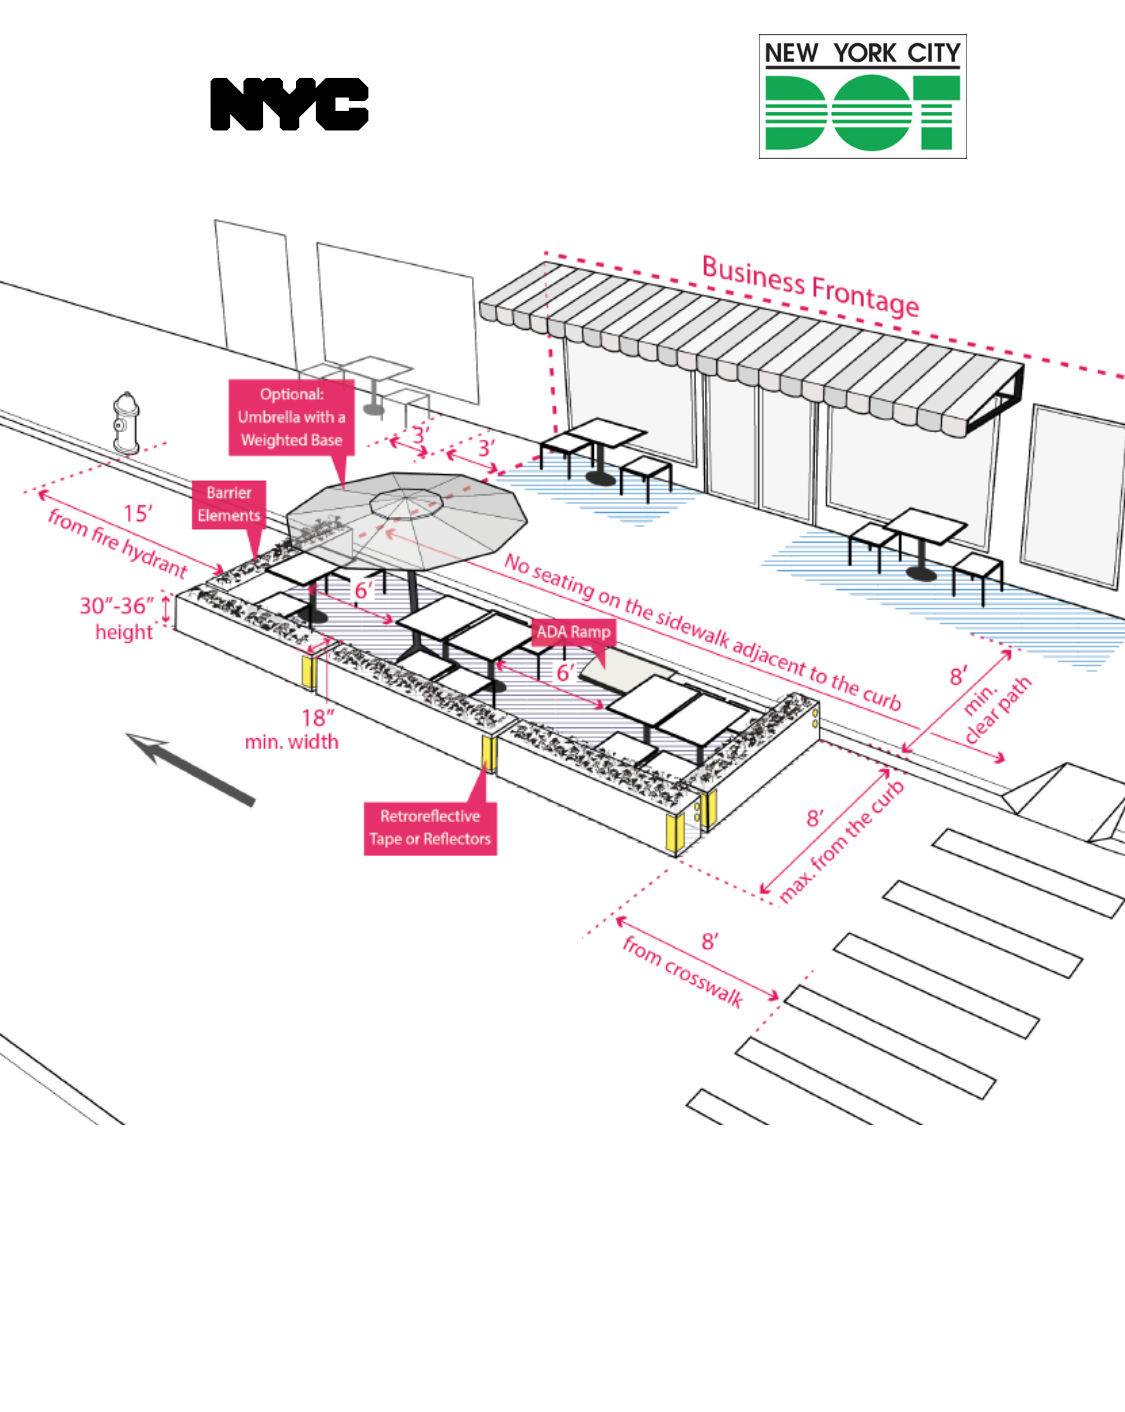 NYC
NEW YORK CITY
DOT
Business Frontage
Optional:
Umbrella with a
Weighted Base
3’
3’
Barrier
Elements
15’
from fire hydrant
No seating on the sidewalk adjacent to the curb
6’
30”-36”
height
ADA Ramp
6’
8’
min.
clear path
18”
min. width
Retroreflective
Tape or Reflectors
8’
max. from the curb
8’
from crosswalk